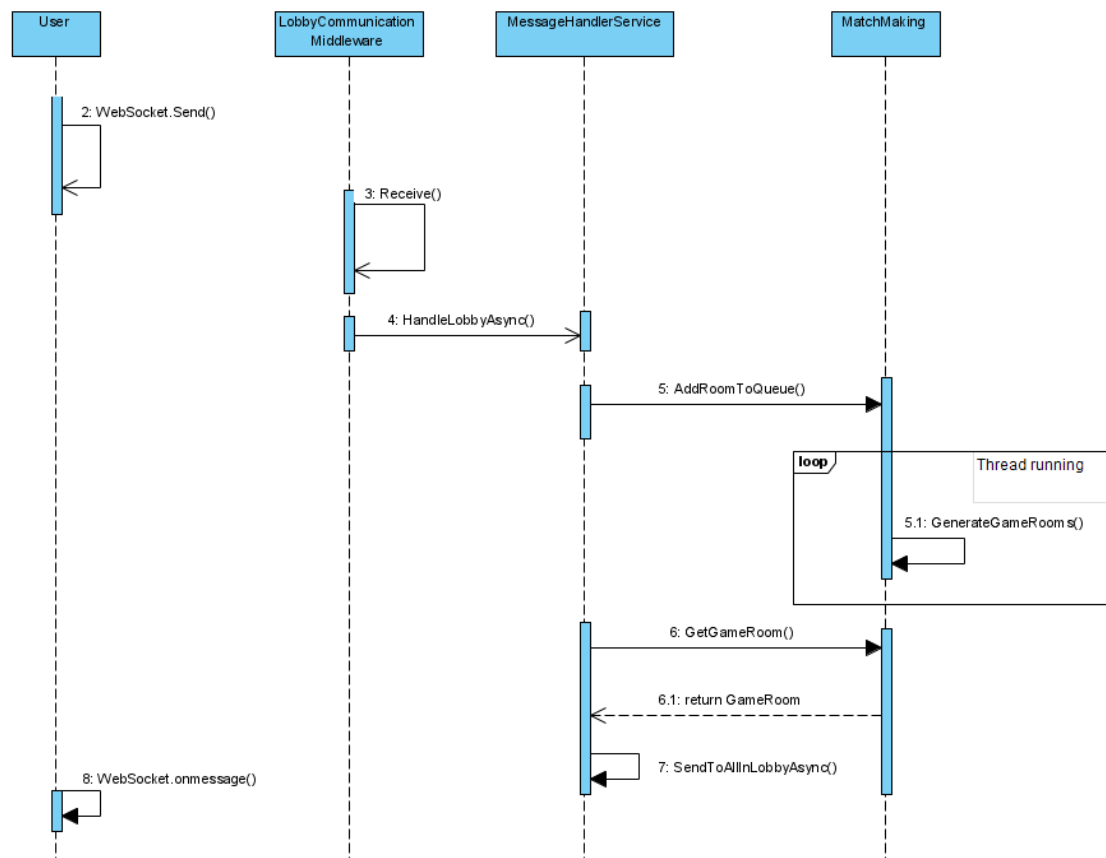 User
LobbyCommunication
Middleware
MessageHandlerService
MatchMaking
2: WebSocket.Send()
3: Receive()
4: HandleLobbyAsync()
5: AddRoomToQueue()
loop
Thread running
5.1: GenerateGameRooms()
6: GetGameRoom()
6.1: return GameRoom
7: SendToAllInLobbyAsync()
8: WebSocket.onmessage()